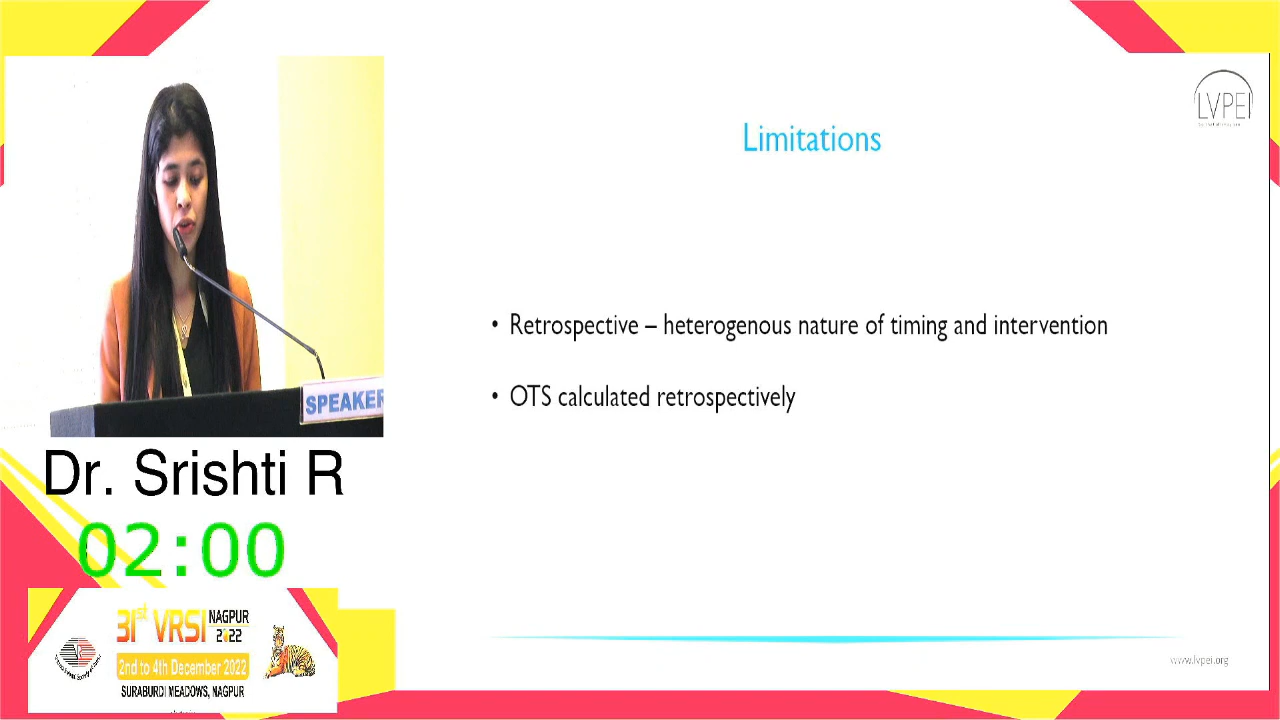 LVPEI
Limitations
• Retrospective – heterogenous nature of timing and intervention
• OTS calculated retrospectively
SPEAKER
Dr. Srishti R
02:00
31st VRSI NAGPUR 2022
2nd to 4th December 2022
SURABURDI MEADOWS, NAGPUR
www.lvpei.org